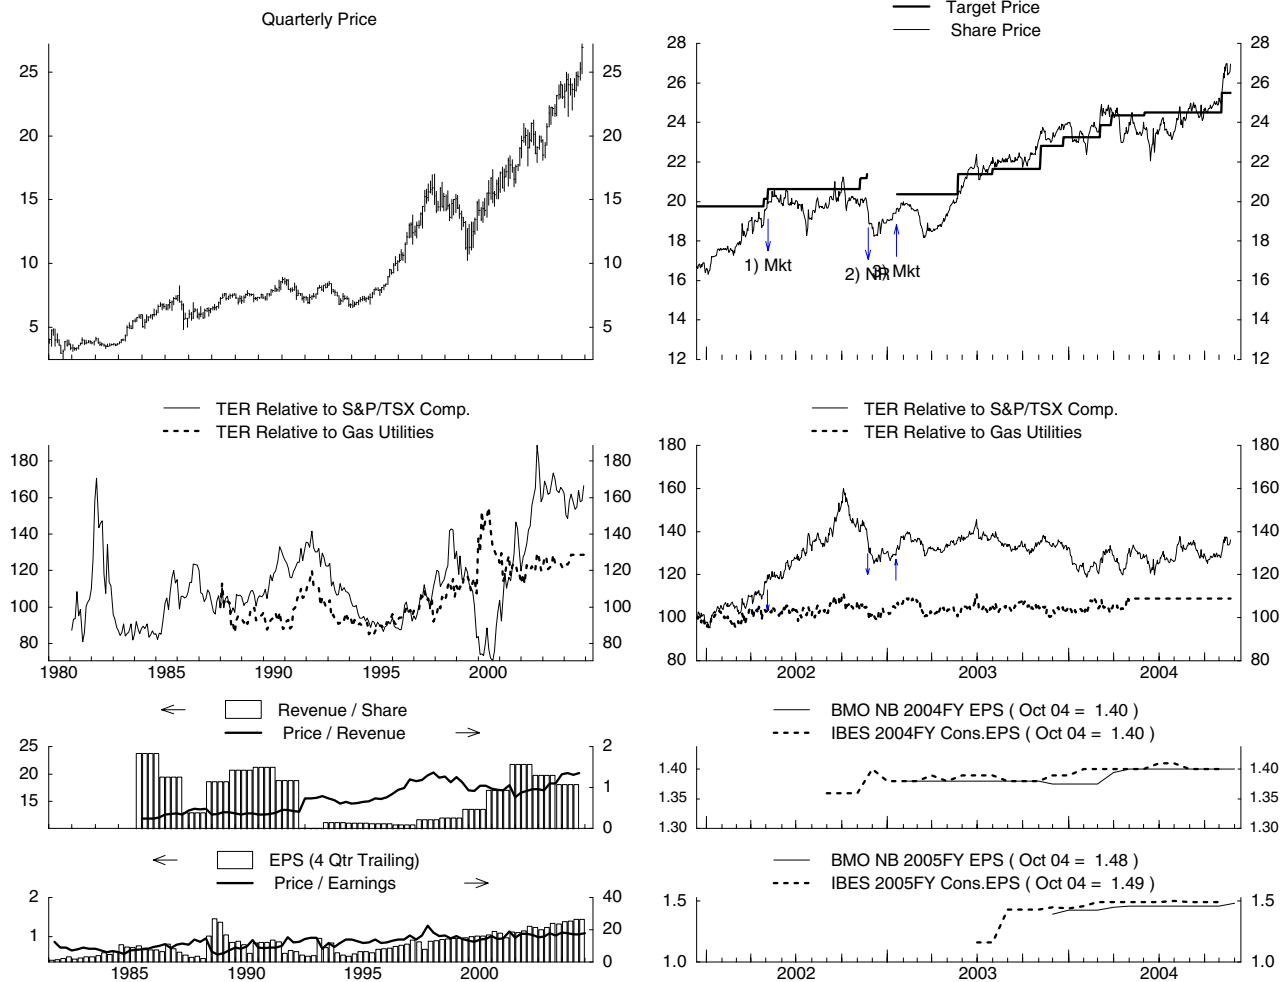 Quarterly Price
25 25
20 20
15 15
10 10
5 5
Target Price
Share Price
28 28
26 26
24 24
22 22
20 20
18 18
16 16
14 14
12 12
1) Mkt
2) NR
3) Mkt
TER Relative to S&P/TSX Comp.
TER Relative to Gas Utilities
180 180
160 160
140 140
120 120
100 100
80 80
1980 1985 1990 1995 2000
TER Relative to S&P/TSX Comp.
TER Relative to Gas Utilities
180 180
160 160
140 140
120 120
100 100
80 80
2002 2003 2004
Revenue / Share
Price / Revenue
25 2
20 1
15 0
BMO NB 2004FY EPS ( Oct 04 = 1.40 )
IBES 2004FY Cons.EPS ( Oct 04 = 1.40 )
1.40 1.40
1.35 1.35
1.30 1.30
EPS (4 Qtr Trailing)
Price / Earnings
2 40
1 20
0
1985 1990 1995 2000
BMO NB 2005FY EPS ( Oct 04 = 1.48 )
IBES 2005FY Cons.EPS ( Oct 04 = 1.49 )
1.5 1.5
1.0 1.0
2002 2003 2004